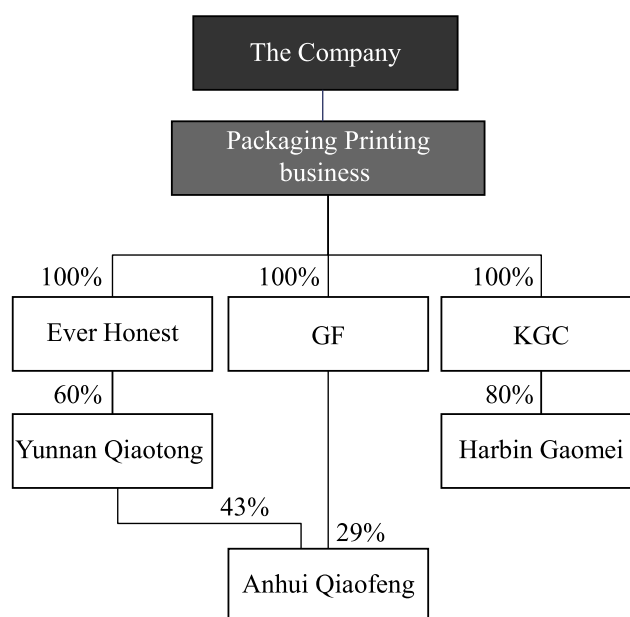 The Company
Packaging Printing
business
100%
100%
100%
Ever Honest
GF
KGC
60%
80%
Yunnan Qiaotong
Harbin Gaomei
43%
29%
Anhui Qiaofeng